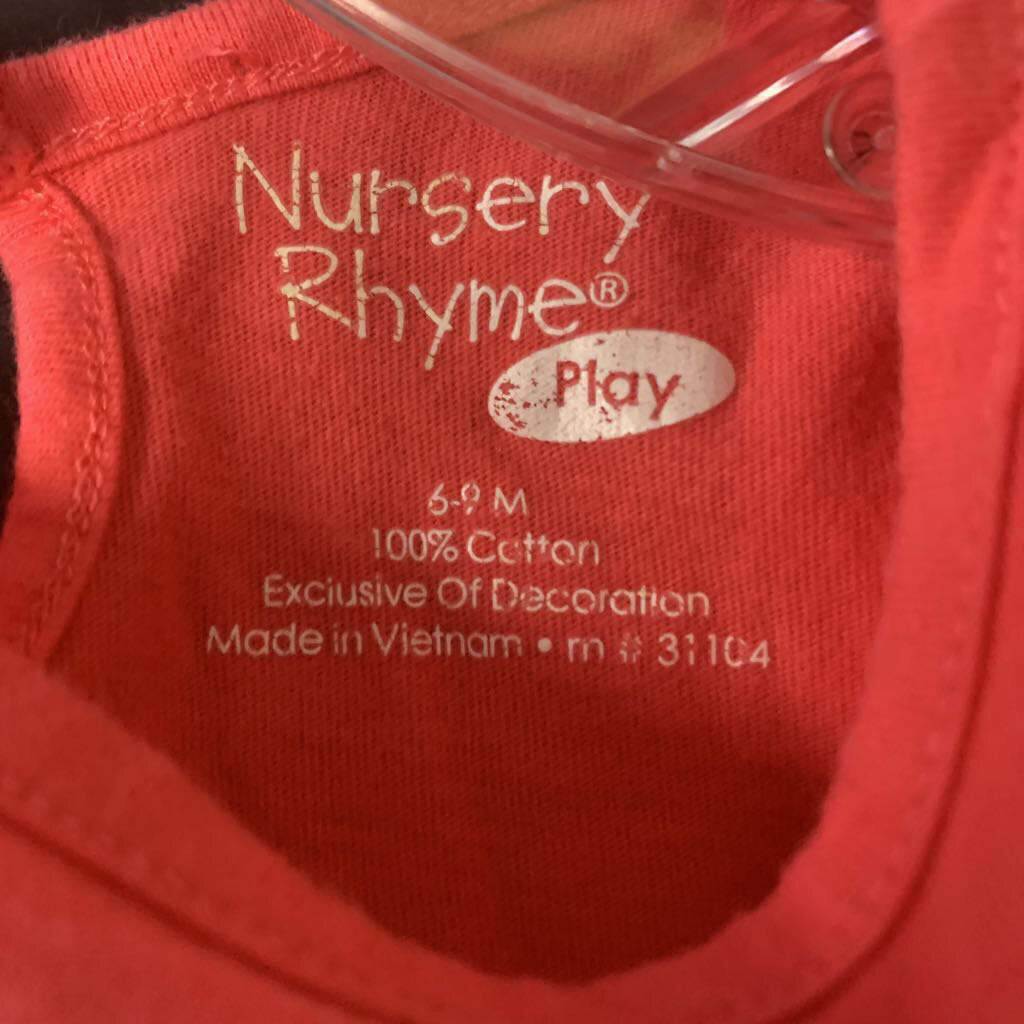 Nursery
Rhyme®
Play
6-9 M
100% Cotton
Exclusive Of Decoration
Made in Vietnam • rn # 31104